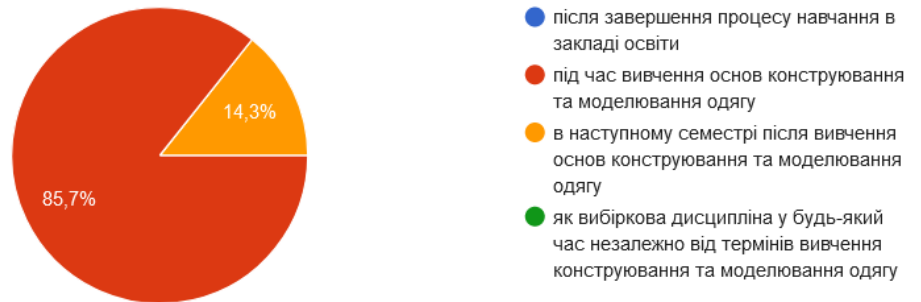 14,3%
85,7%
після завершення процесу навчання в
закладі освіти
під час вивчення основ конструювання
та моделювання одягу
в наступному семестрі після вивчення
основ конструювання та моделювання
одягу
як вибіркова дисципліна у будь-який
час незалежно від термінів вивчення
конструювання та моделювання одягу